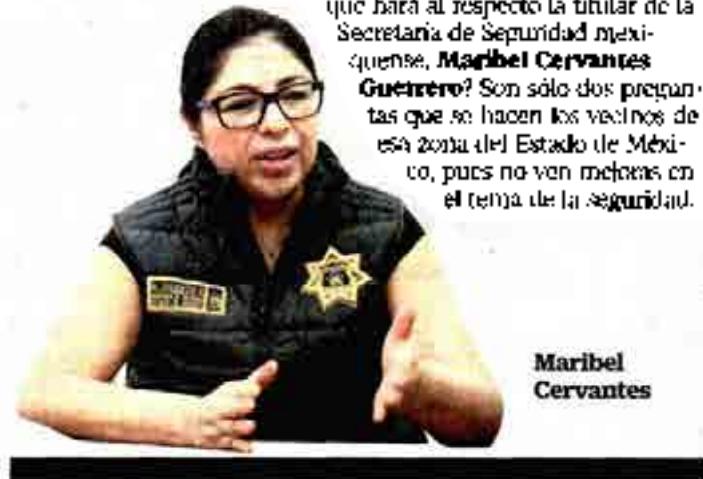 qué hará al respecto la titular de la
Secretaría de Seguridad mexi-
quense, Maribel Cervantes
Guerrero? Son sólo dos pregun-
tas que se hacen los vecinos de
esa zona del Estado de Méxi-
co, pues no ven mejoras en
el tema de la seguridad.
Maribel
Cervantes